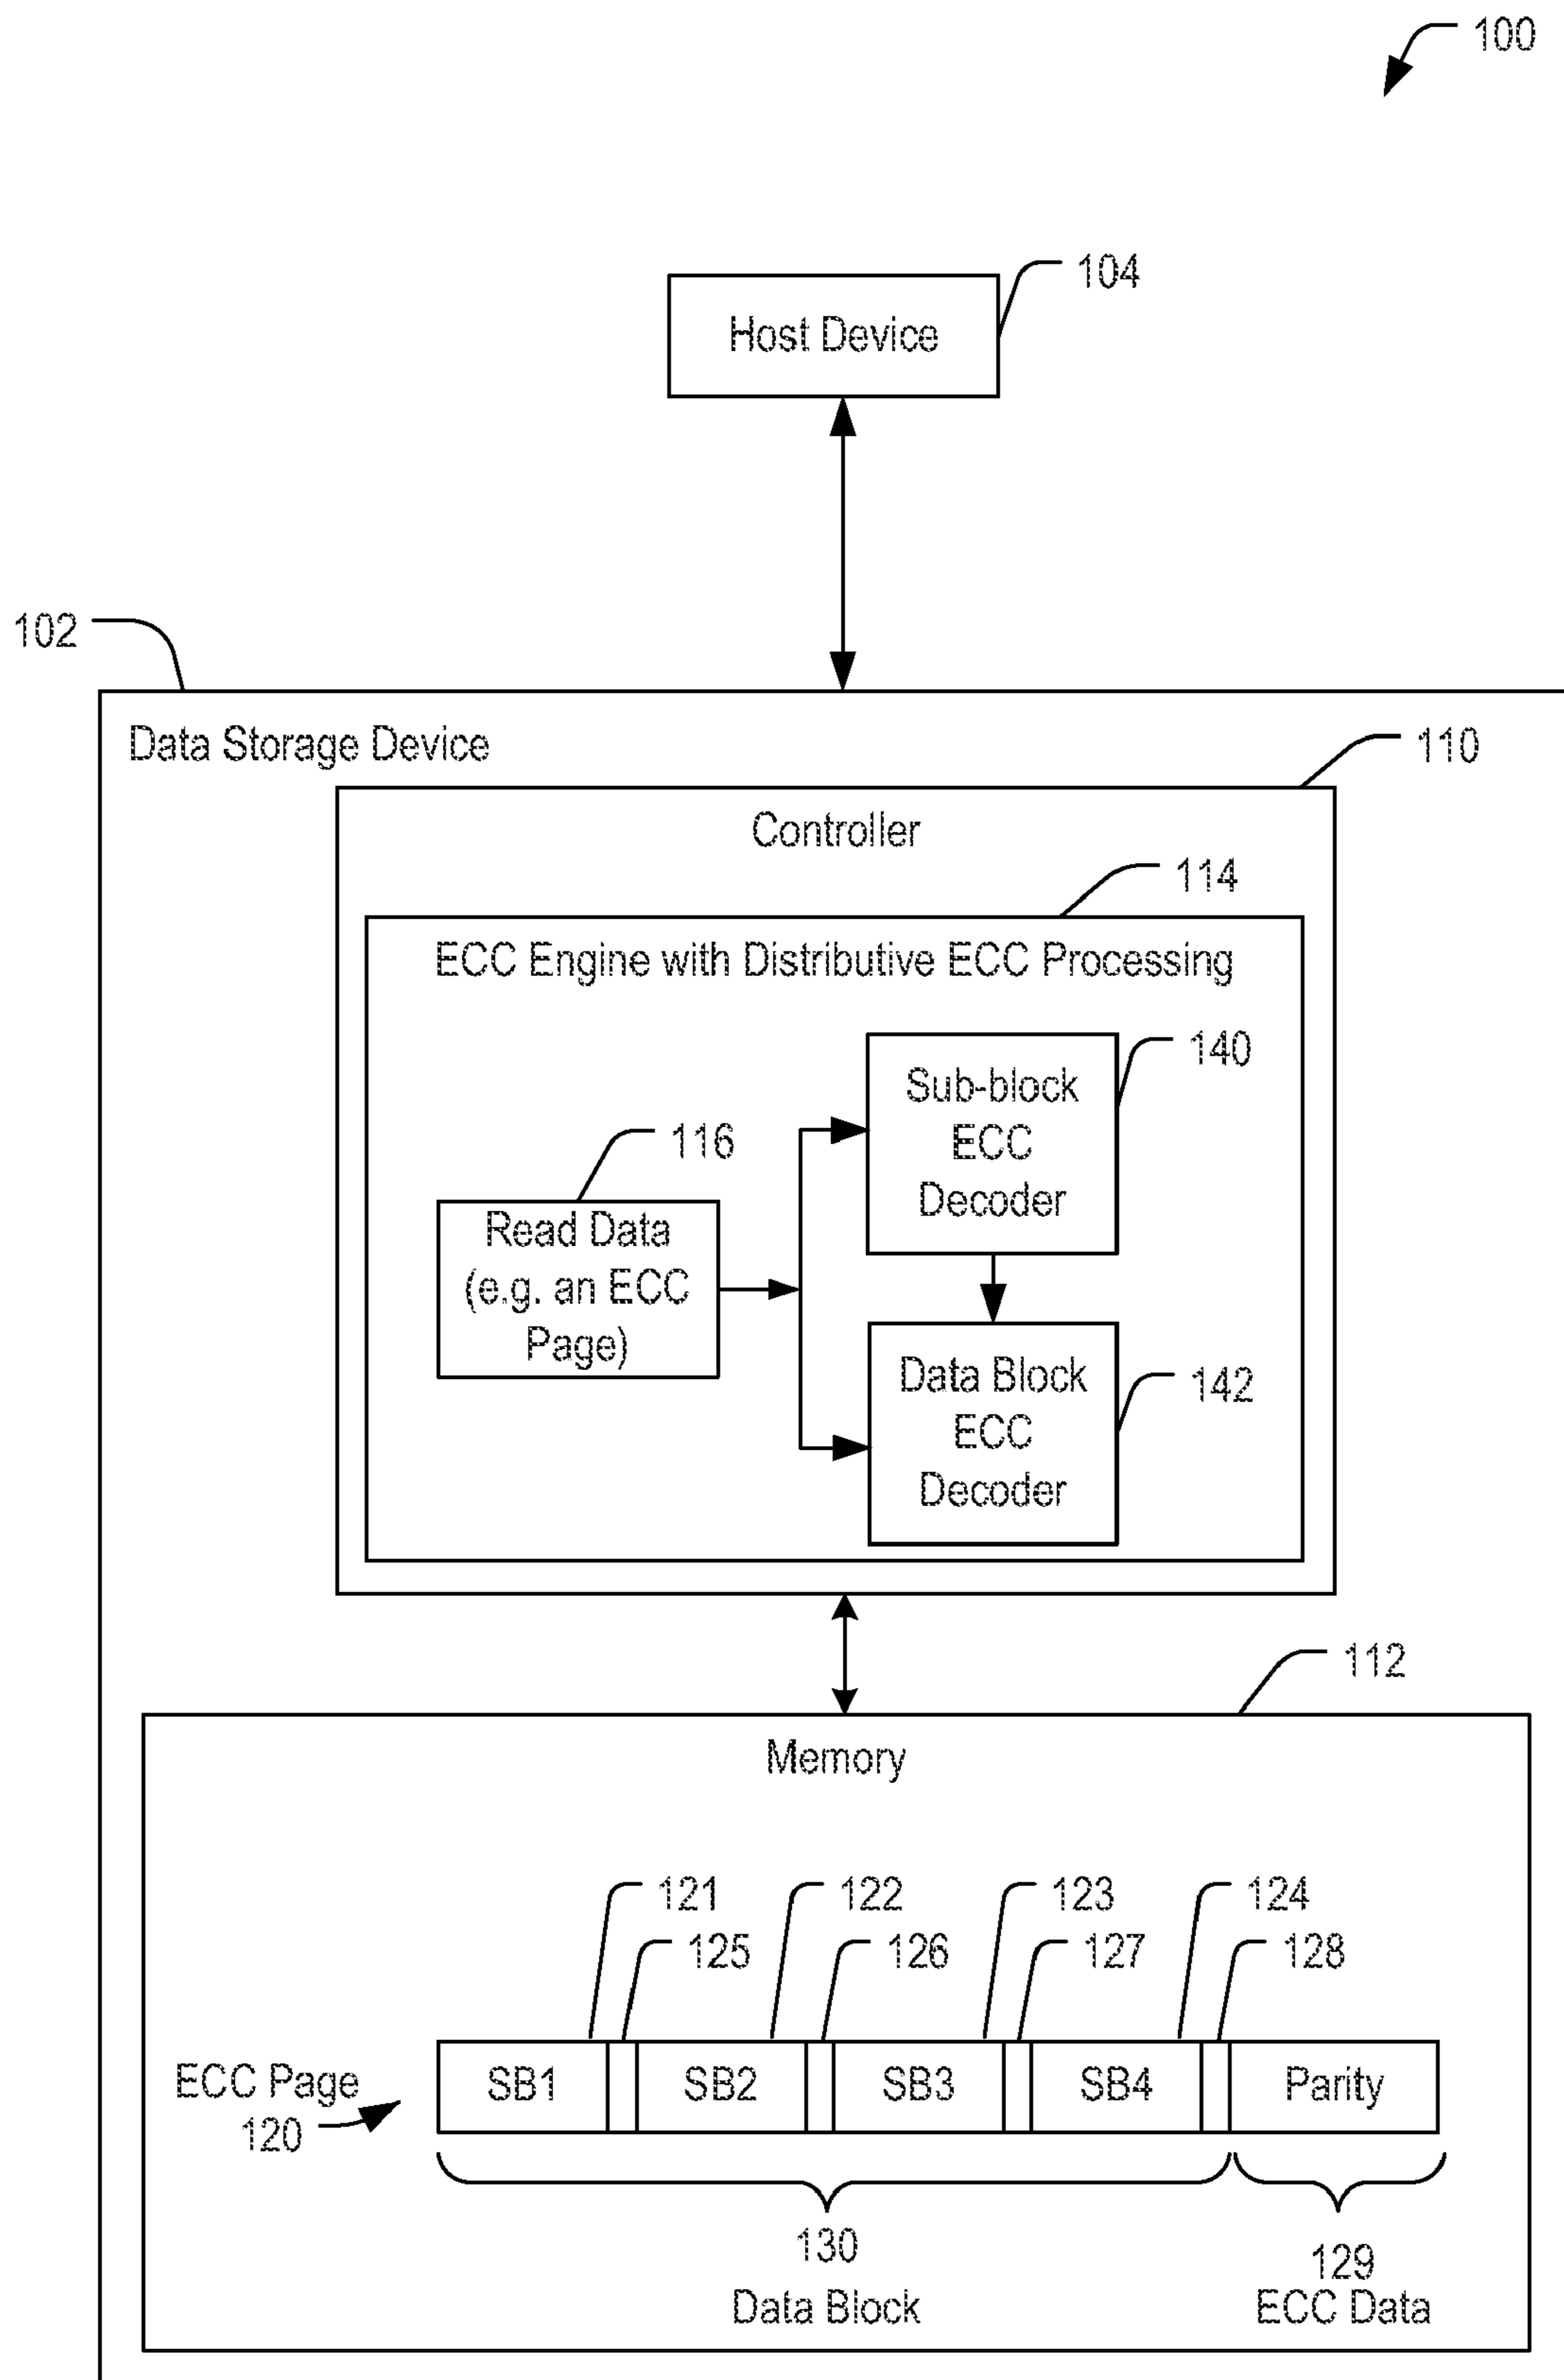 100
104
Host Device
102
Data Storage Device
110
Controller
114
ECC Engine with Distributive ECC Processing
140
Sub-block
ECC
Decoder
116
Read Data
(e.g. an ECC
Page)
Data Block
ECC
Decoder
142
112
Memory
121 122 123 124
125 126 127 128
ECC Page
120
SB1 SB2 SB3 SB4 Parity
130
Data Block
129
ECC Data